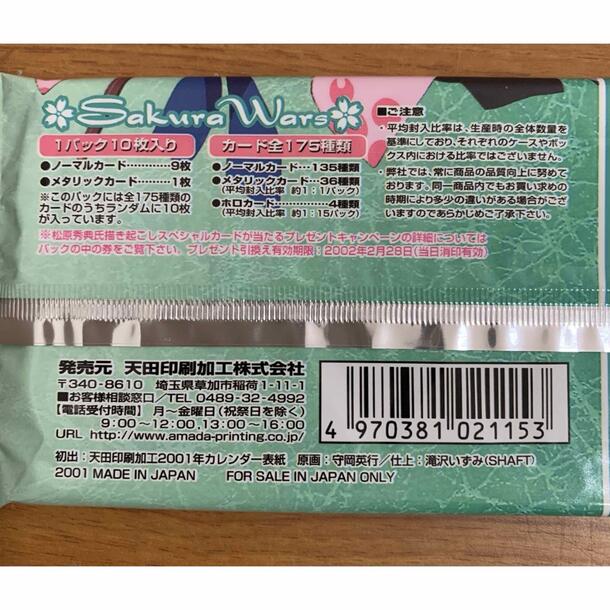 Sakura Wars
1パック10枚入り
●ノーマルカード…………9枚
●メタリックカード…………1枚
※このパックには全175種類の
カードのうちランダムに10枚
が入っています。
カード全175種類
●ノーマルカード………135種類
●メタリックカード………36種類
(平均封入比率 約1:1パック)
●ホロカード………………4種類
(平均封入比率 約1:15パック)
■ご注意
・平均封入比率は、生産時の全体数量を
基準にしており、それぞれのケースやボッ
クス内における比率ではございません。
・弊社では、常に商品の品質向上に努めて
おります。同一商品内でもお買い求めの
時期により多少の違いがある場合がござ
いますのであらかじめご了承下さい。
※松原秀典氏描き起こしスペシャルカードが当たるプレゼントキャンペーンの詳細については
パックの中の券をご覧下さい。プレゼント引換え有効期限:2002年2月28日(当日消印有効)
発売元 天田印刷加工株式会社
〒340-8610 埼玉県草加市稲荷1-11-1
■お客様相談窓口/TEL 0489-32-4992
【電話受付時間】 月~金曜日(祝祭日を除く)
9:00~12:00、13:00~16:00
URL http://www.amada-printing.co.jp/
4 970381 021153
初出:天田印刷加工2001年カレンダー表紙 原画:守岡英行/仕上:滝沢いずみ(SHAFT)
2001 MADE IN JAPAN FOR SALE IN JAPAN ONLY